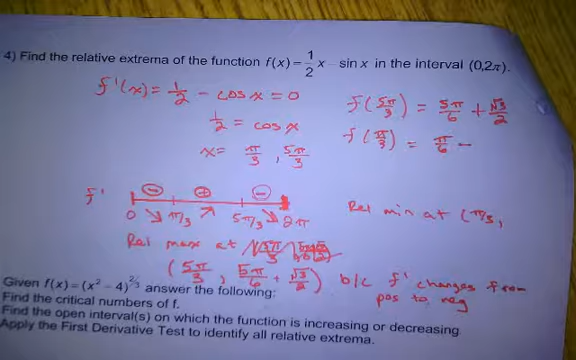 4) Find the relative extrema of the function f(x) = 1/2 x − sin x in the interval (0,2π).
f'(x) = 1/2 − cos x = 0
1/2 = cos x
x = π/3 , 5π/3
f(5π/3) = 5π/6 + √3/2
f(π/3) = π/6 −
f' − + −
0 ↘ π/3 ↗ 5π/3 ↘ 2π
Rel min at (π/3,
Rel max at
(5π/3 , 5π/6 + √3/2) b/c f' changes from
pos to neg
Given f(x) = (x² − 4)^(2/3) answer the following:
Find the critical numbers of f.
Find the open interval(s) on which the function is increasing or decreasing.
Apply the First Derivative Test to identify all relative extrema.